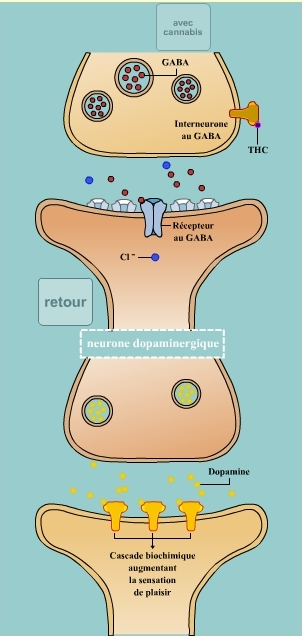 avec
cannabis
GABA
Interneurone
au GABA
THC
Récepteur
au GABA
Cl⁻
retour
neurone dopaminergique
Dopamine
Cascade biochimique
augmentant
la sensation
de plaisir